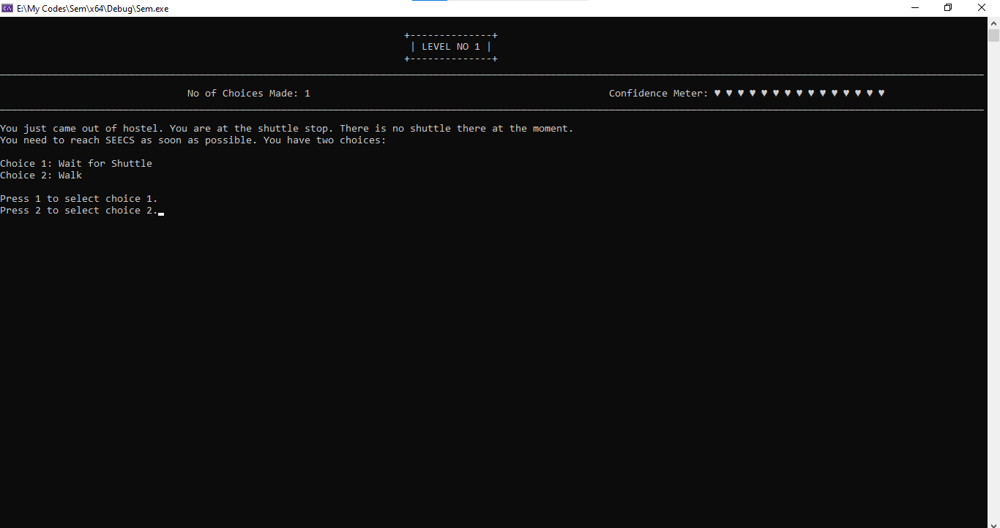 E:\My Codes\Sem\x64\Debug\Sem.exe
+--------------+
| LEVEL NO 1 |
+--------------+
No of Choices Made: 1 Confidence Meter: ♥ ♥ ♥ ♥ ♥ ♥ ♥ ♥ ♥ ♥ ♥ ♥ ♥ ♥ ♥
You just came out of hostel. You are at the shuttle stop. There is no shuttle there at the moment.
You need to reach SEECS as soon as possible. You have two choices:
Choice 1: Wait for Shuttle
Choice 2: Walk
Press 1 to select choice 1.
Press 2 to select choice 2.